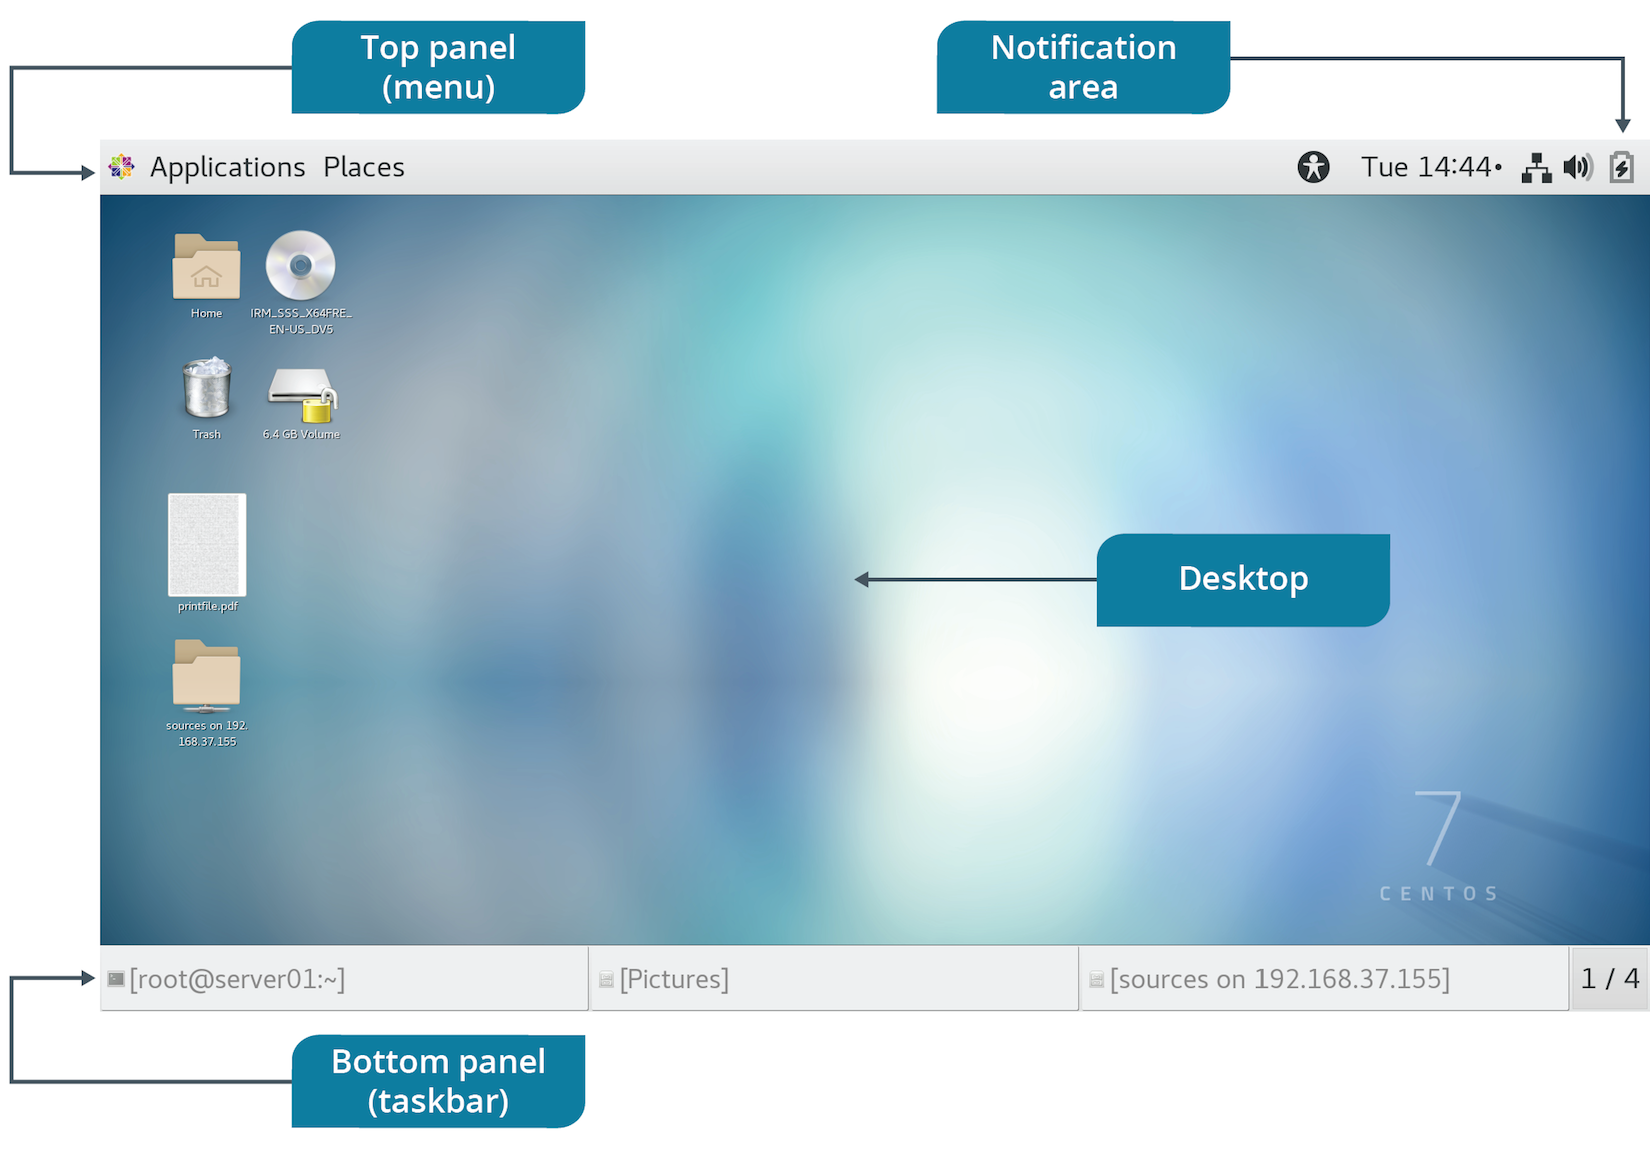 Top panel
(menu)
Notification
area
Applications Places
Tue 14:44•
Home
IRM_SSS_X64FRE_
EN-US_DV5
Trash
6.4 GB Volume
printfile.pdf
Desktop
sources on 192.
168.37.155
7
CENTOS
[root@server01:~]
[Pictures]
[sources on 192.168.37.155]
1 / 4
Bottom panel
(taskbar)